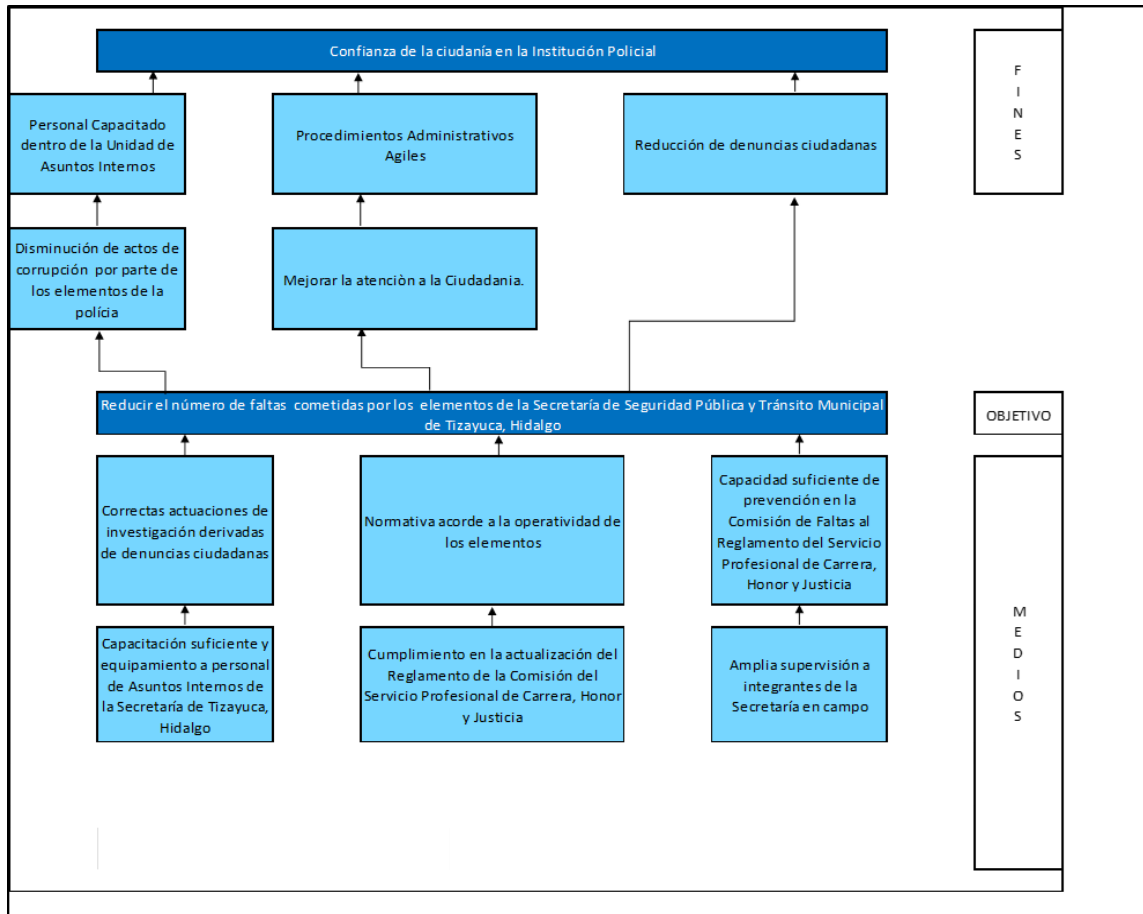 Confianza de la ciudanía en la Institución Policial
F
I
N
E
S
Personal Capacitado
dentro de la Unidad de
Asuntos Internos
Procedimientos Administrativos
Agiles
Reducción de denuncias ciudadanas
Disminución de actos de
corrupción por parte de
los elementos de la
polícia
Mejorar la atenciòn a la Ciudadania.
Reducir el número de faltas cometidas por los elementos de la Secretaría de Seguridad Pública y Tránsito Municipal
de Tizayuca, Hidalgo
OBJETIVO
Correctas actuaciones de
investigación derivadas
de denuncias ciudadanas
Normativa acorde a la operatividad de
los elementos
Capacidad suficiente de
prevención en la
Comisión de Faltas al
Reglamento del Servicio
Profesional de Carrera,
Honor y Justicia
M
E
D
I
O
S
Capacitación suficiente y
equipamiento a personal
de Asuntos Internos de
la Secretaría de Tizayuca,
Hidalgo
Cumplimiento en la actualización del
Reglamento de la Comisión del
Servicio Profesional de Carrera, Honor
y Justicia
Amplia supervisión a
integrantes de la
Secretaría en campo